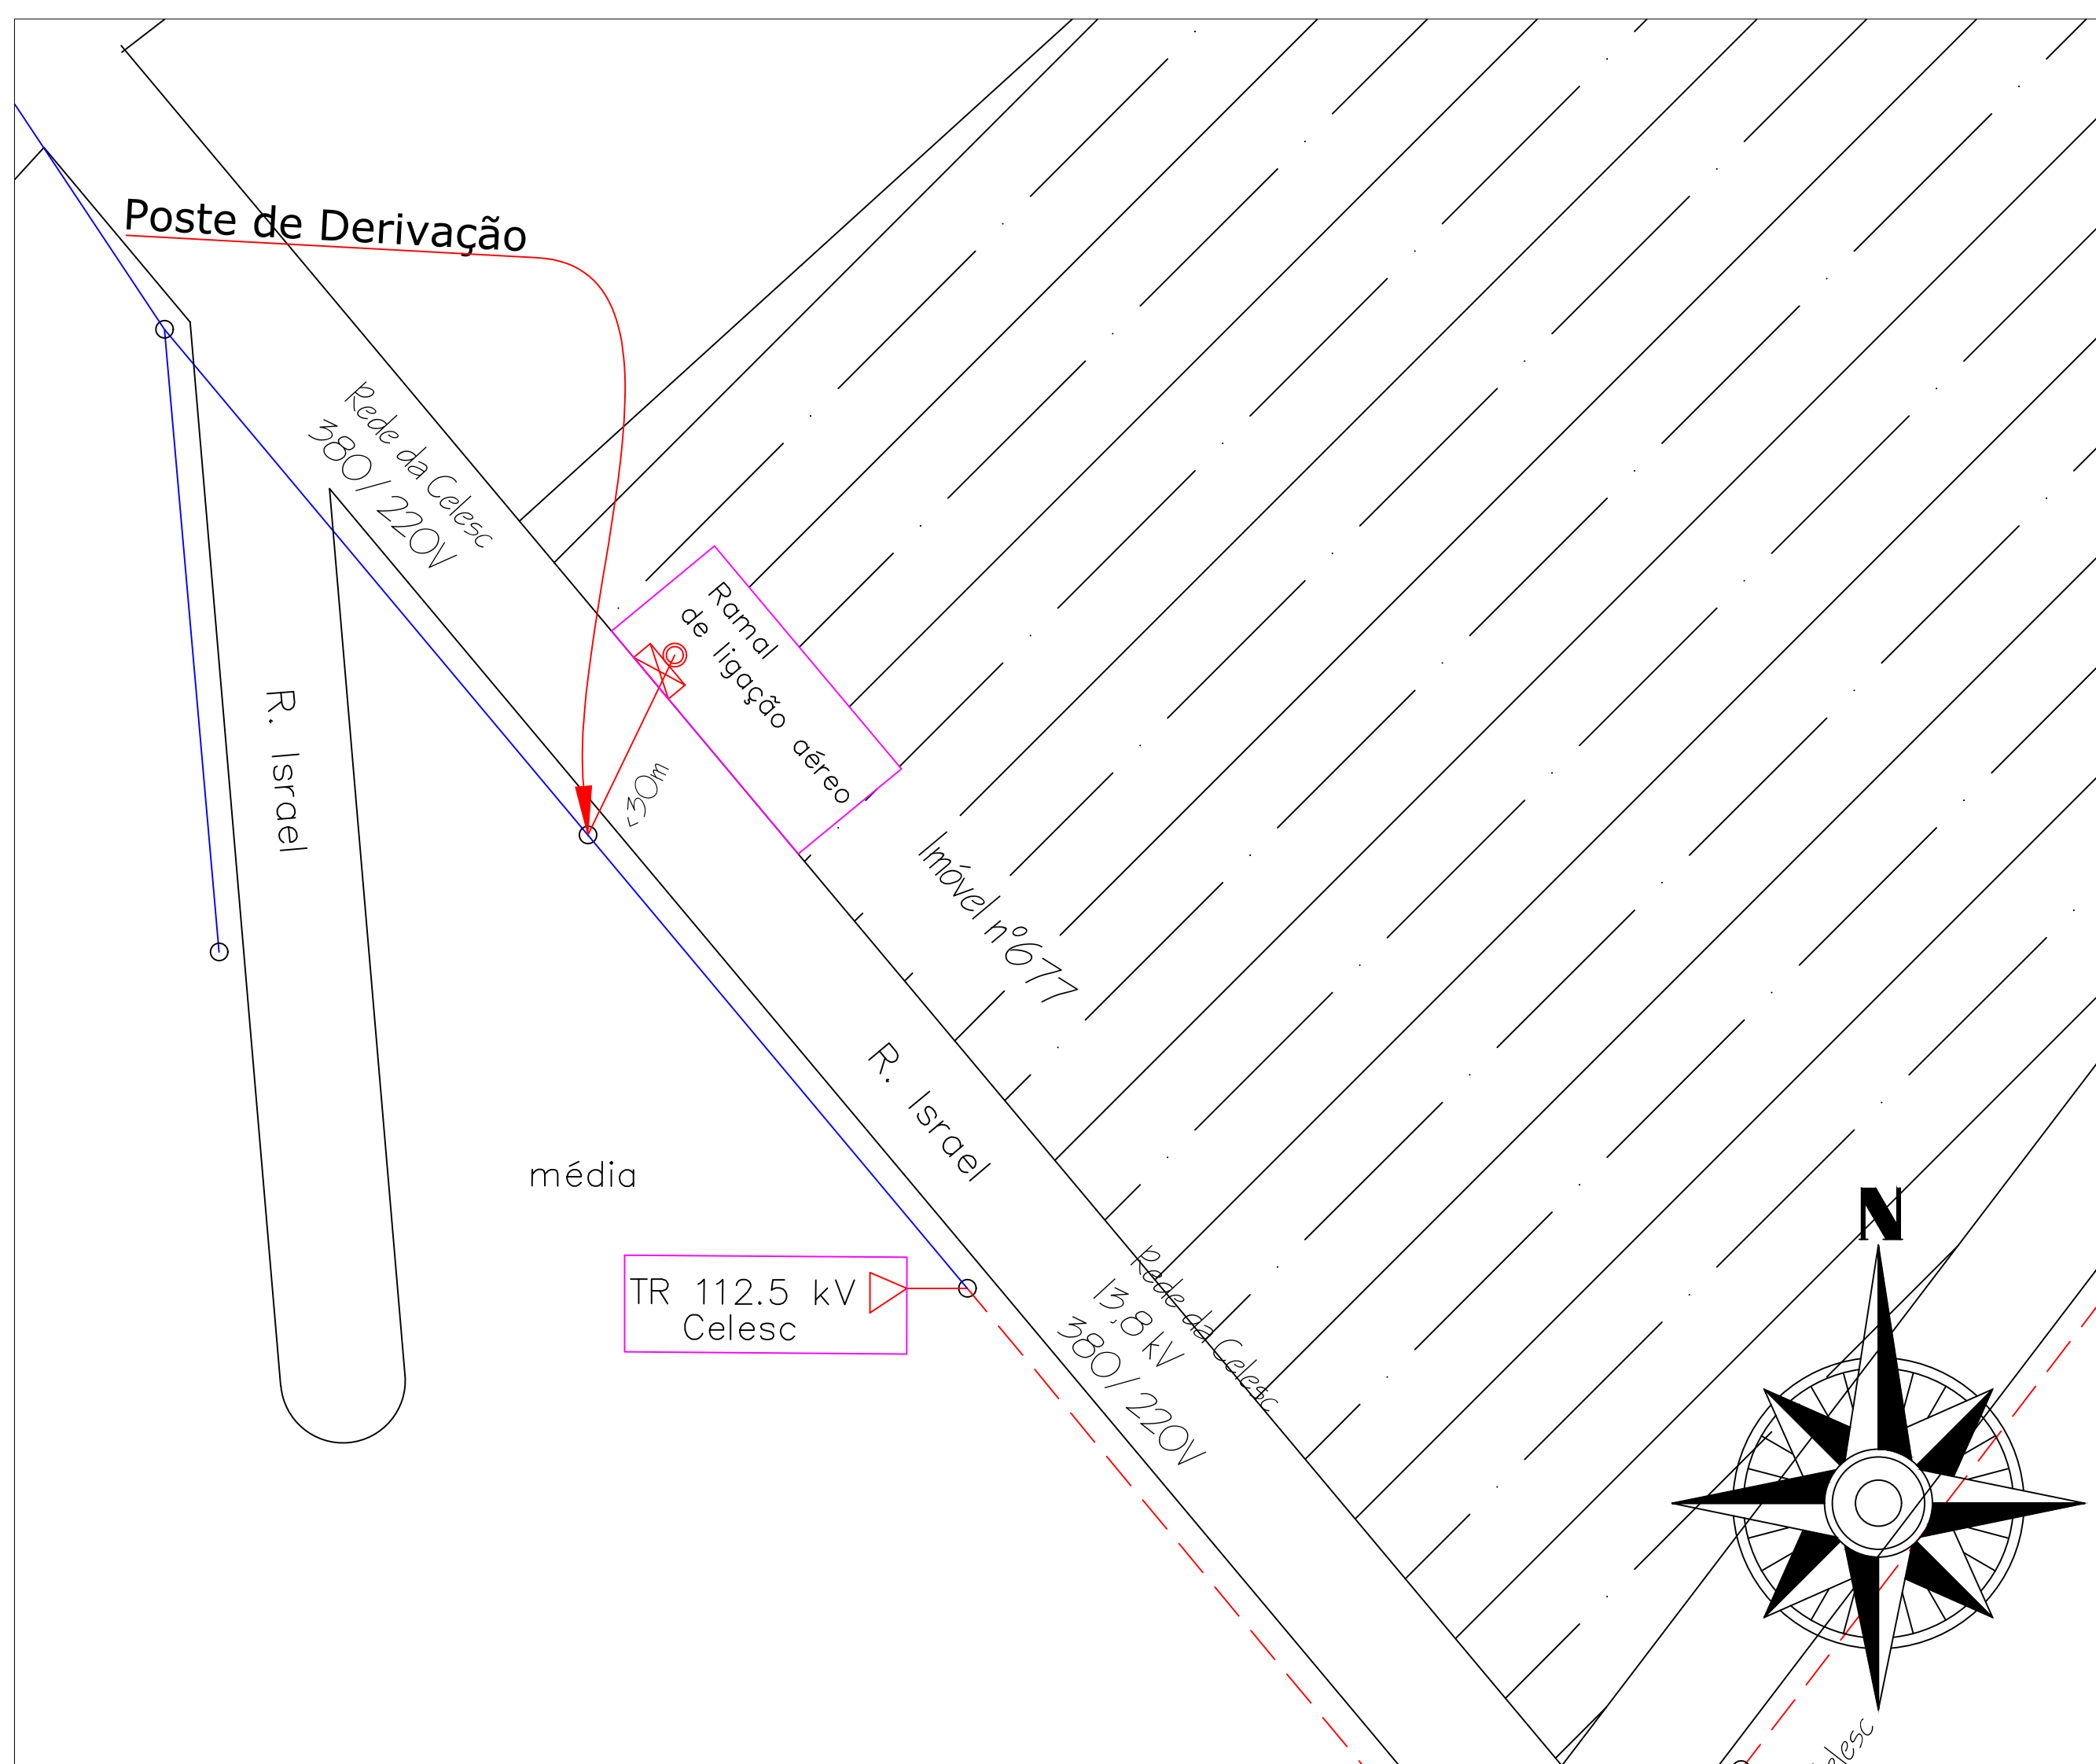 Poste de Derivação
Rede da Celesc
380/220V
Ramal
de ligação aéreo
R. Israel
<30m
Imóvel nº677
R. Israel
média
N
TR 112.5 kV
Celesc
Rede da Celesc
13.8 kV
380/220V